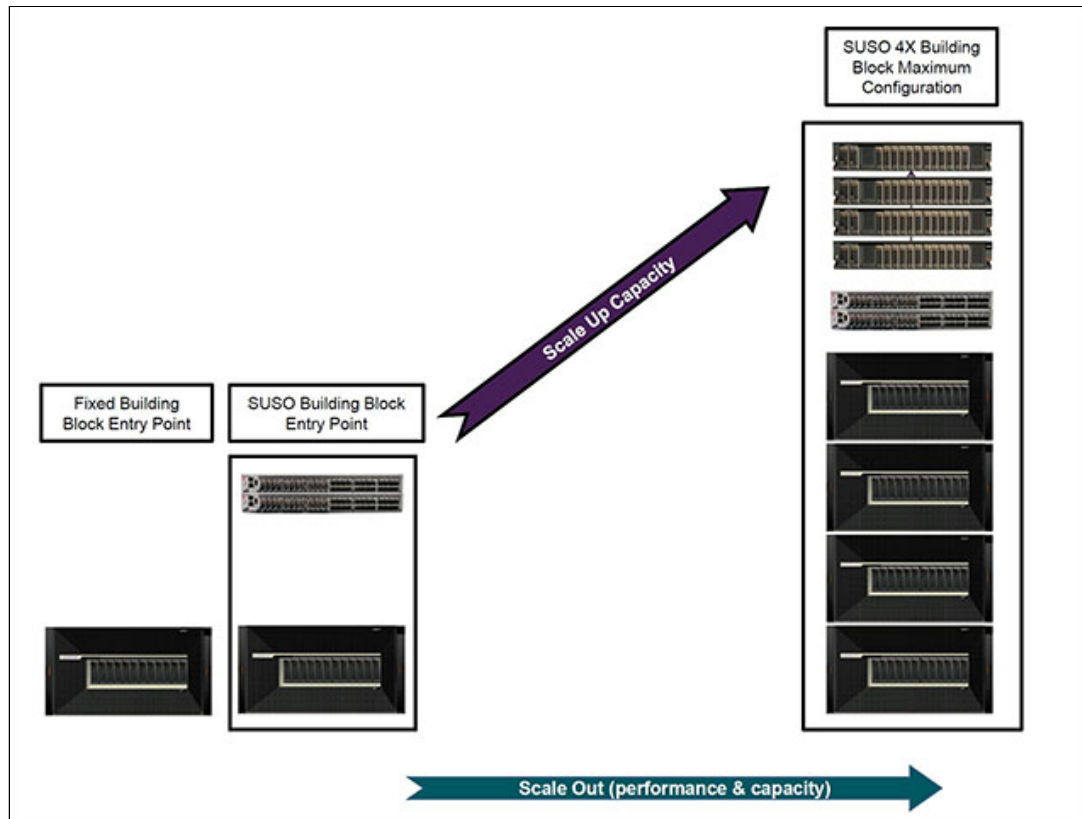 SUSO 4X Building
Block Maximum
Configuration
Scale Up Capacity
Fixed Building
Block Entry Point
SUSO Building Block
Entry Point
Scale Out (performance & capacity)